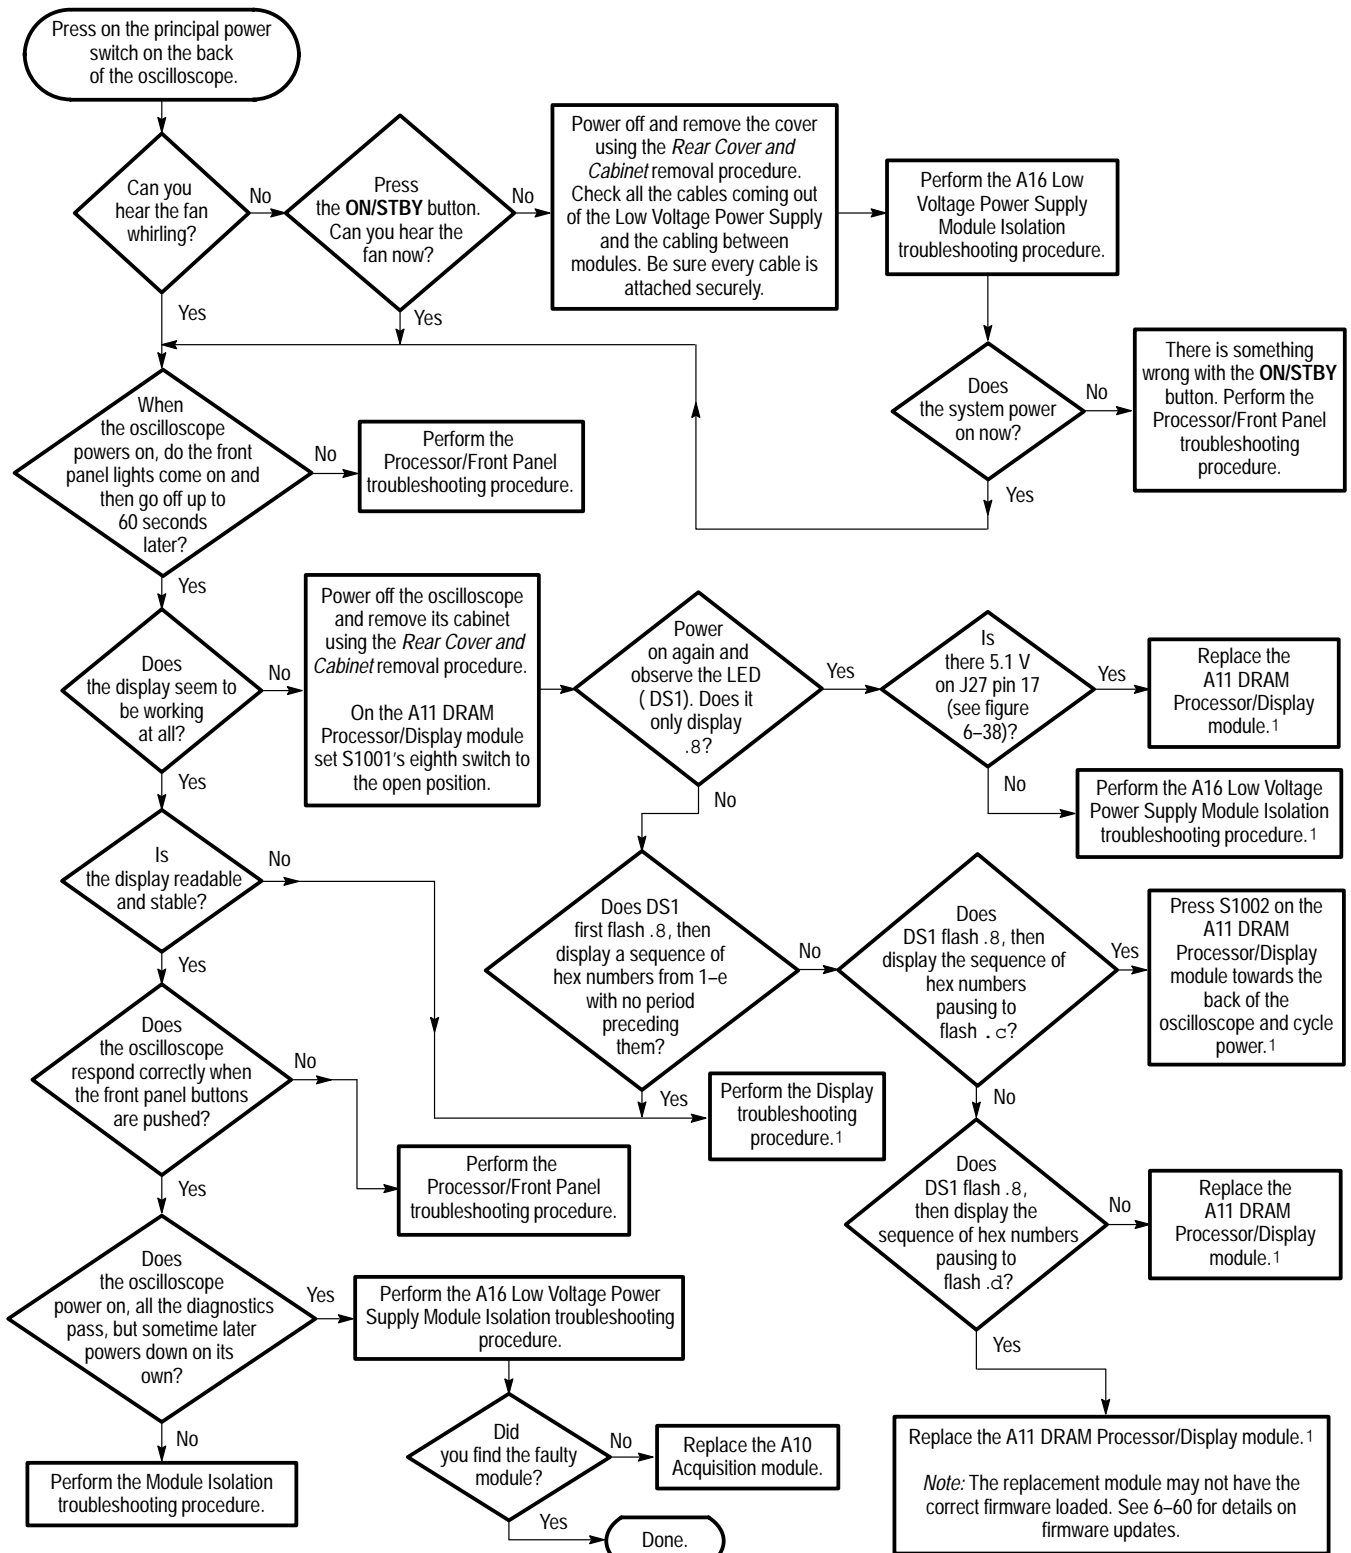 Press on the principal power
switch on the back
of the oscilloscope.
Can you
hear the fan
whirling?
No
Yes
Press
the ON/STBY button.
Can you hear the
fan now?
No
Yes
Power off and remove the cover
using the Rear Cover and
Cabinet removal procedure.
Check all the cables coming out
of the Low Voltage Power Supply
and the cabling between
modules. Be sure every cable is
attached securely.
Perform the A16 Low
Voltage Power Supply
Module Isolation
troubleshooting procedure.
Does
the system power
on now?
No
Yes
There is something
wrong with the ON/STBY
button. Perform the
Processor/Front Panel
troubleshooting
procedure.
When
the oscilloscope
powers on, do the front
panel lights come on and
then go off up to
60 seconds
later?
No
Yes
Perform the
Processor/Front Panel
troubleshooting procedure.
Does
the display seem to
be working
at all?
No
Yes
Power off the oscilloscope
and remove its cabinet
using the Rear Cover and
Cabinet removal procedure.
On the A11 DRAM
Processor/Display module
set S1001's eighth switch to
the open position.
Power
on again and
observe the LED
( DS1). Does it
only display
.8?
Yes
No
Is
there 5.1 V
on J27 pin 17
(see figure
6–38)?
Yes
No
Replace the
A11 DRAM
Processor/Display
module.1
Perform the A16 Low Voltage
Power Supply Module Isolation
troubleshooting procedure.1
Is
the display readable
and stable?
No
Yes
Does DS1
first flash .8, then
display a sequence of
hex numbers from 1–e
with no period
preceding
them?
No
Yes
Does
DS1 flash .8, then
display the sequence of
hex numbers
pausing to
flash .c?
Yes
No
Press S1002 on the
A11 DRAM
Processor/Display
module towards the
back of the
oscilloscope and cycle
power.1
Does
the oscilloscope
respond correctly when
the front panel buttons
are pushed?
No
Yes
Perform the Display
troubleshooting
procedure.1
Perform the
Processor/Front Panel
troubleshooting procedure.
Does
DS1 flash .8,
then display the
sequence of hex numbers
pausing to
flash .d?
No
Yes
Replace the
A11 DRAM
Processor/Display
module.1
Does
the oscilloscope
power on, all the diagnostics
pass, but sometime later
powers down on its
own?
Yes
No
Perform the A16 Low Voltage Power
Supply Module Isolation troubleshooting
procedure.
Did
you find the faulty
module?
No
Yes
Replace the A10
Acquisition module.
Done.
Perform the Module Isolation
troubleshooting procedure.
Replace the A11 DRAM Processor/Display module.1
Note: The replacement module may not have the
correct firmware loaded. See 6–60 for details on
firmware updates.